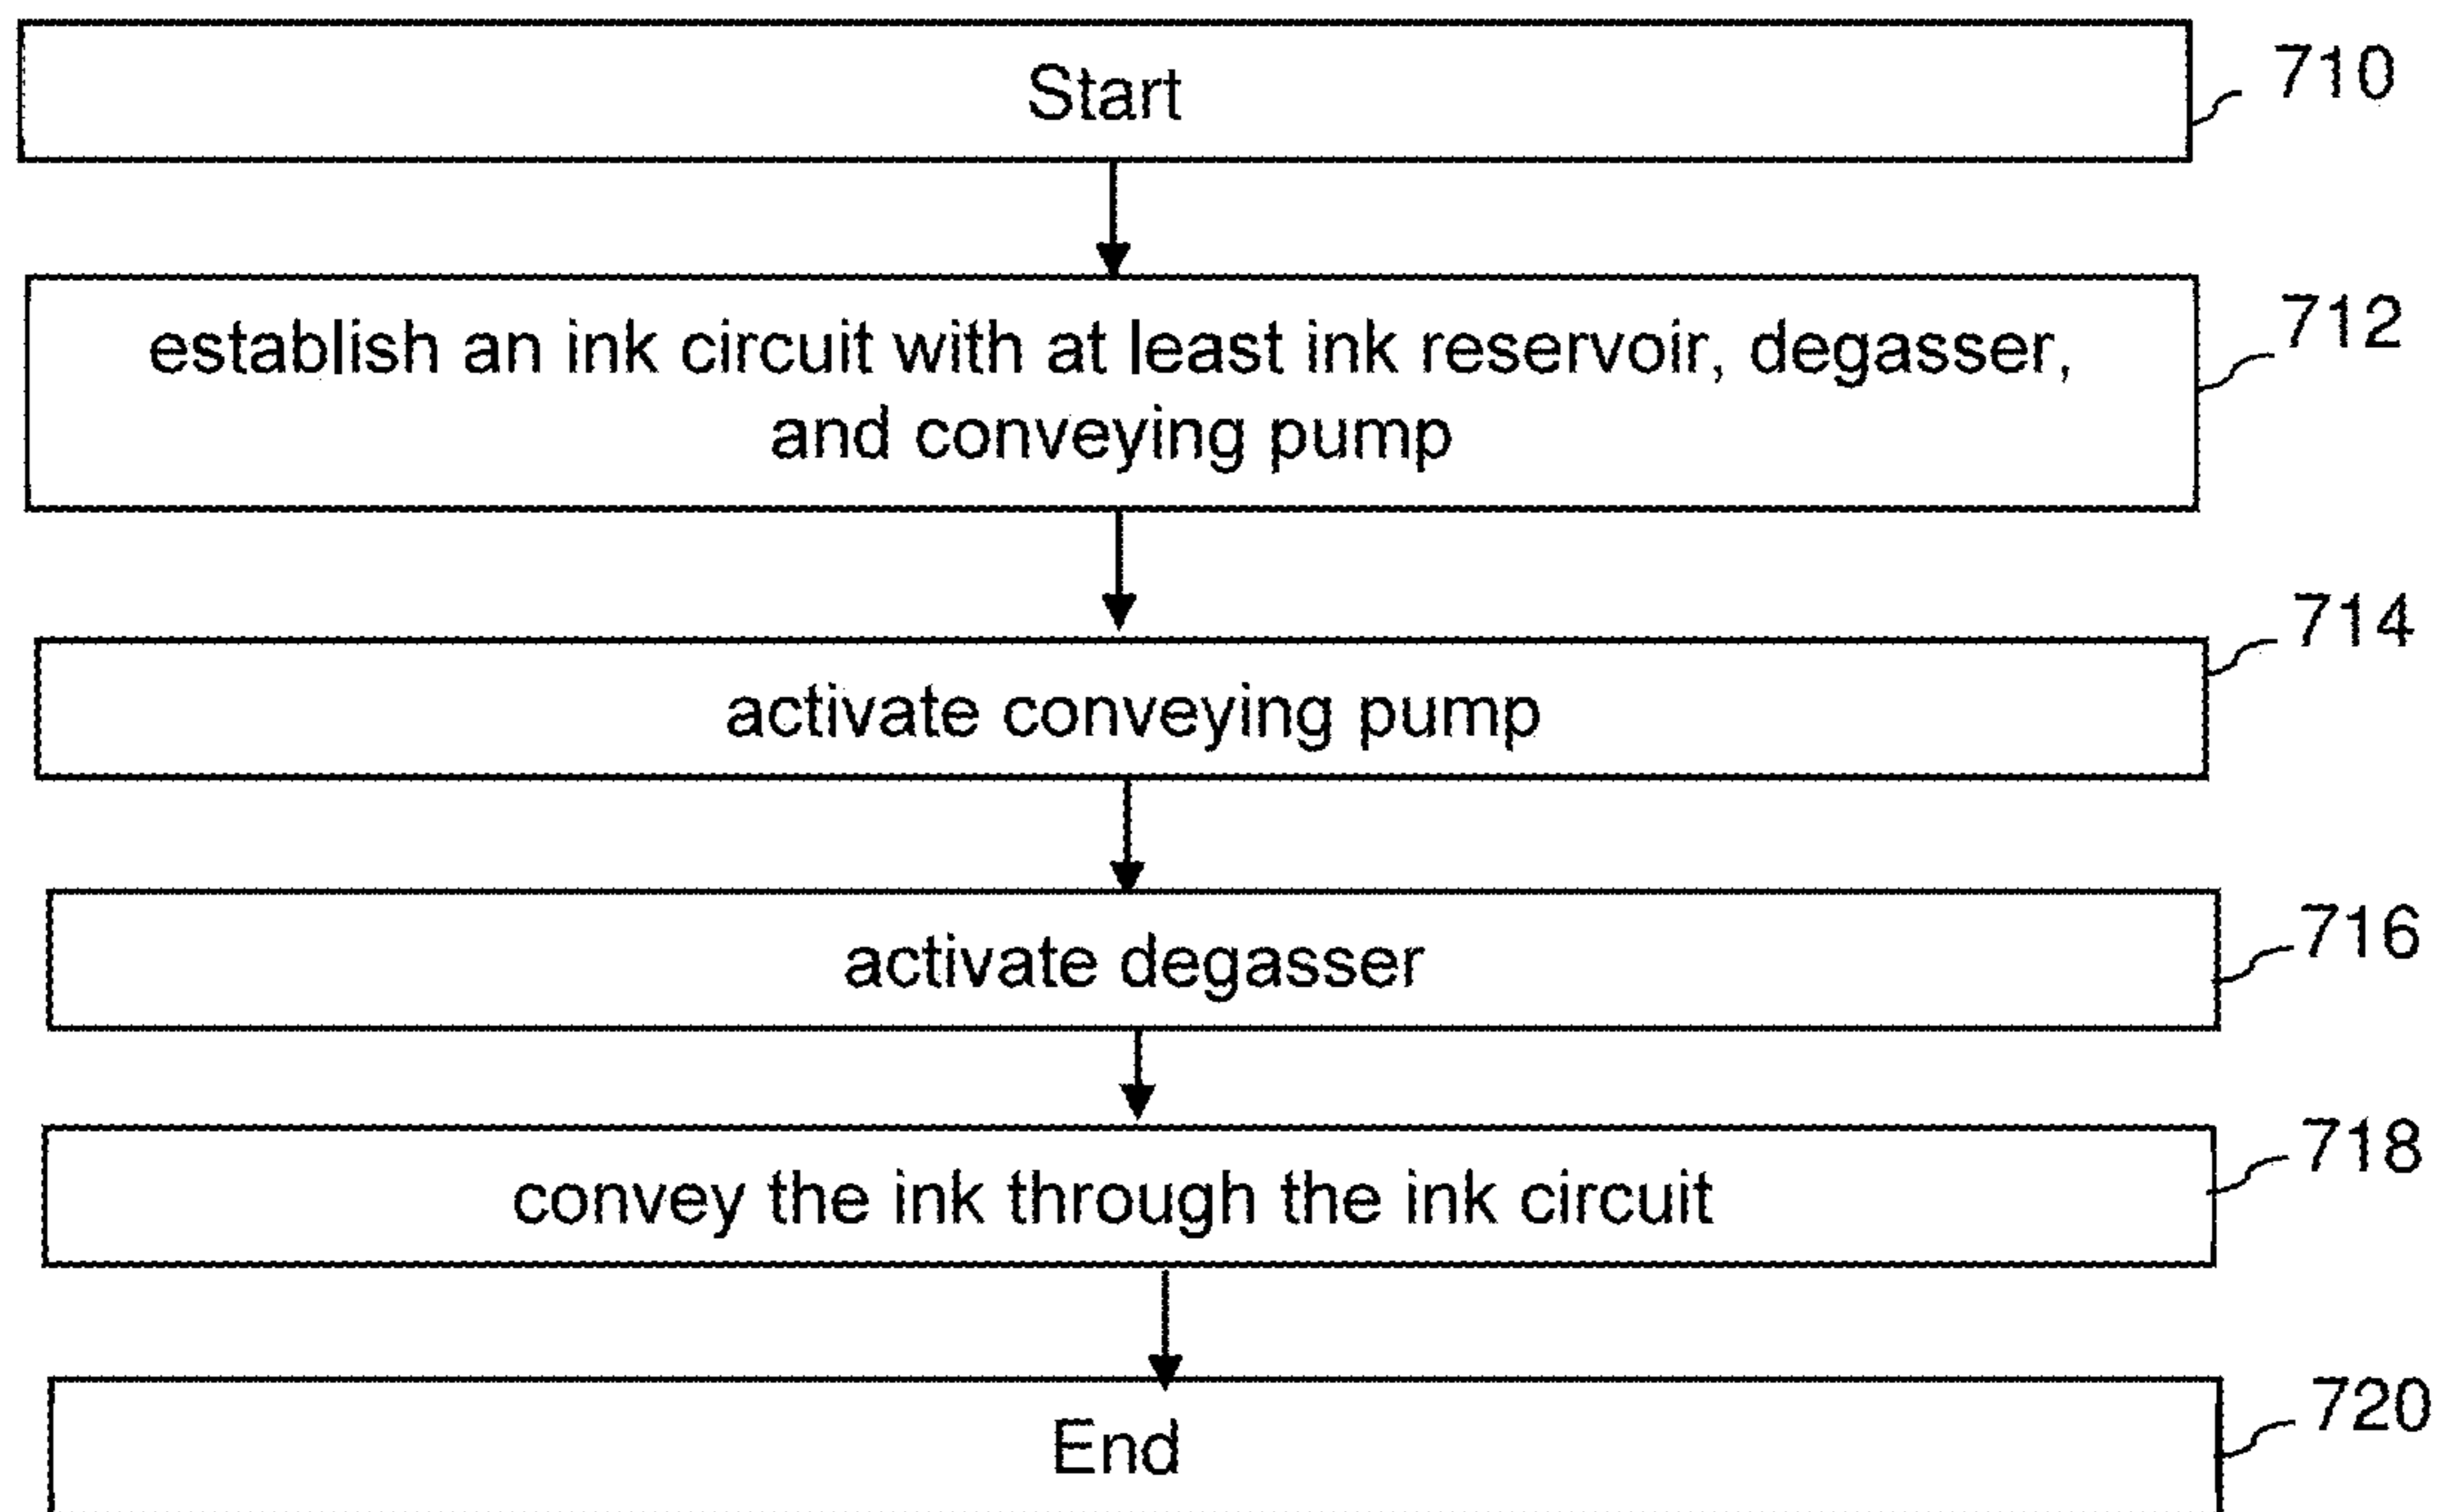 Start
710
establish an ink circuit with at least ink reservoir, degasser,
and conveying pump
712
activate conveying pump
714
activate degasser
716
convey the ink through the ink circuit
718
End
720